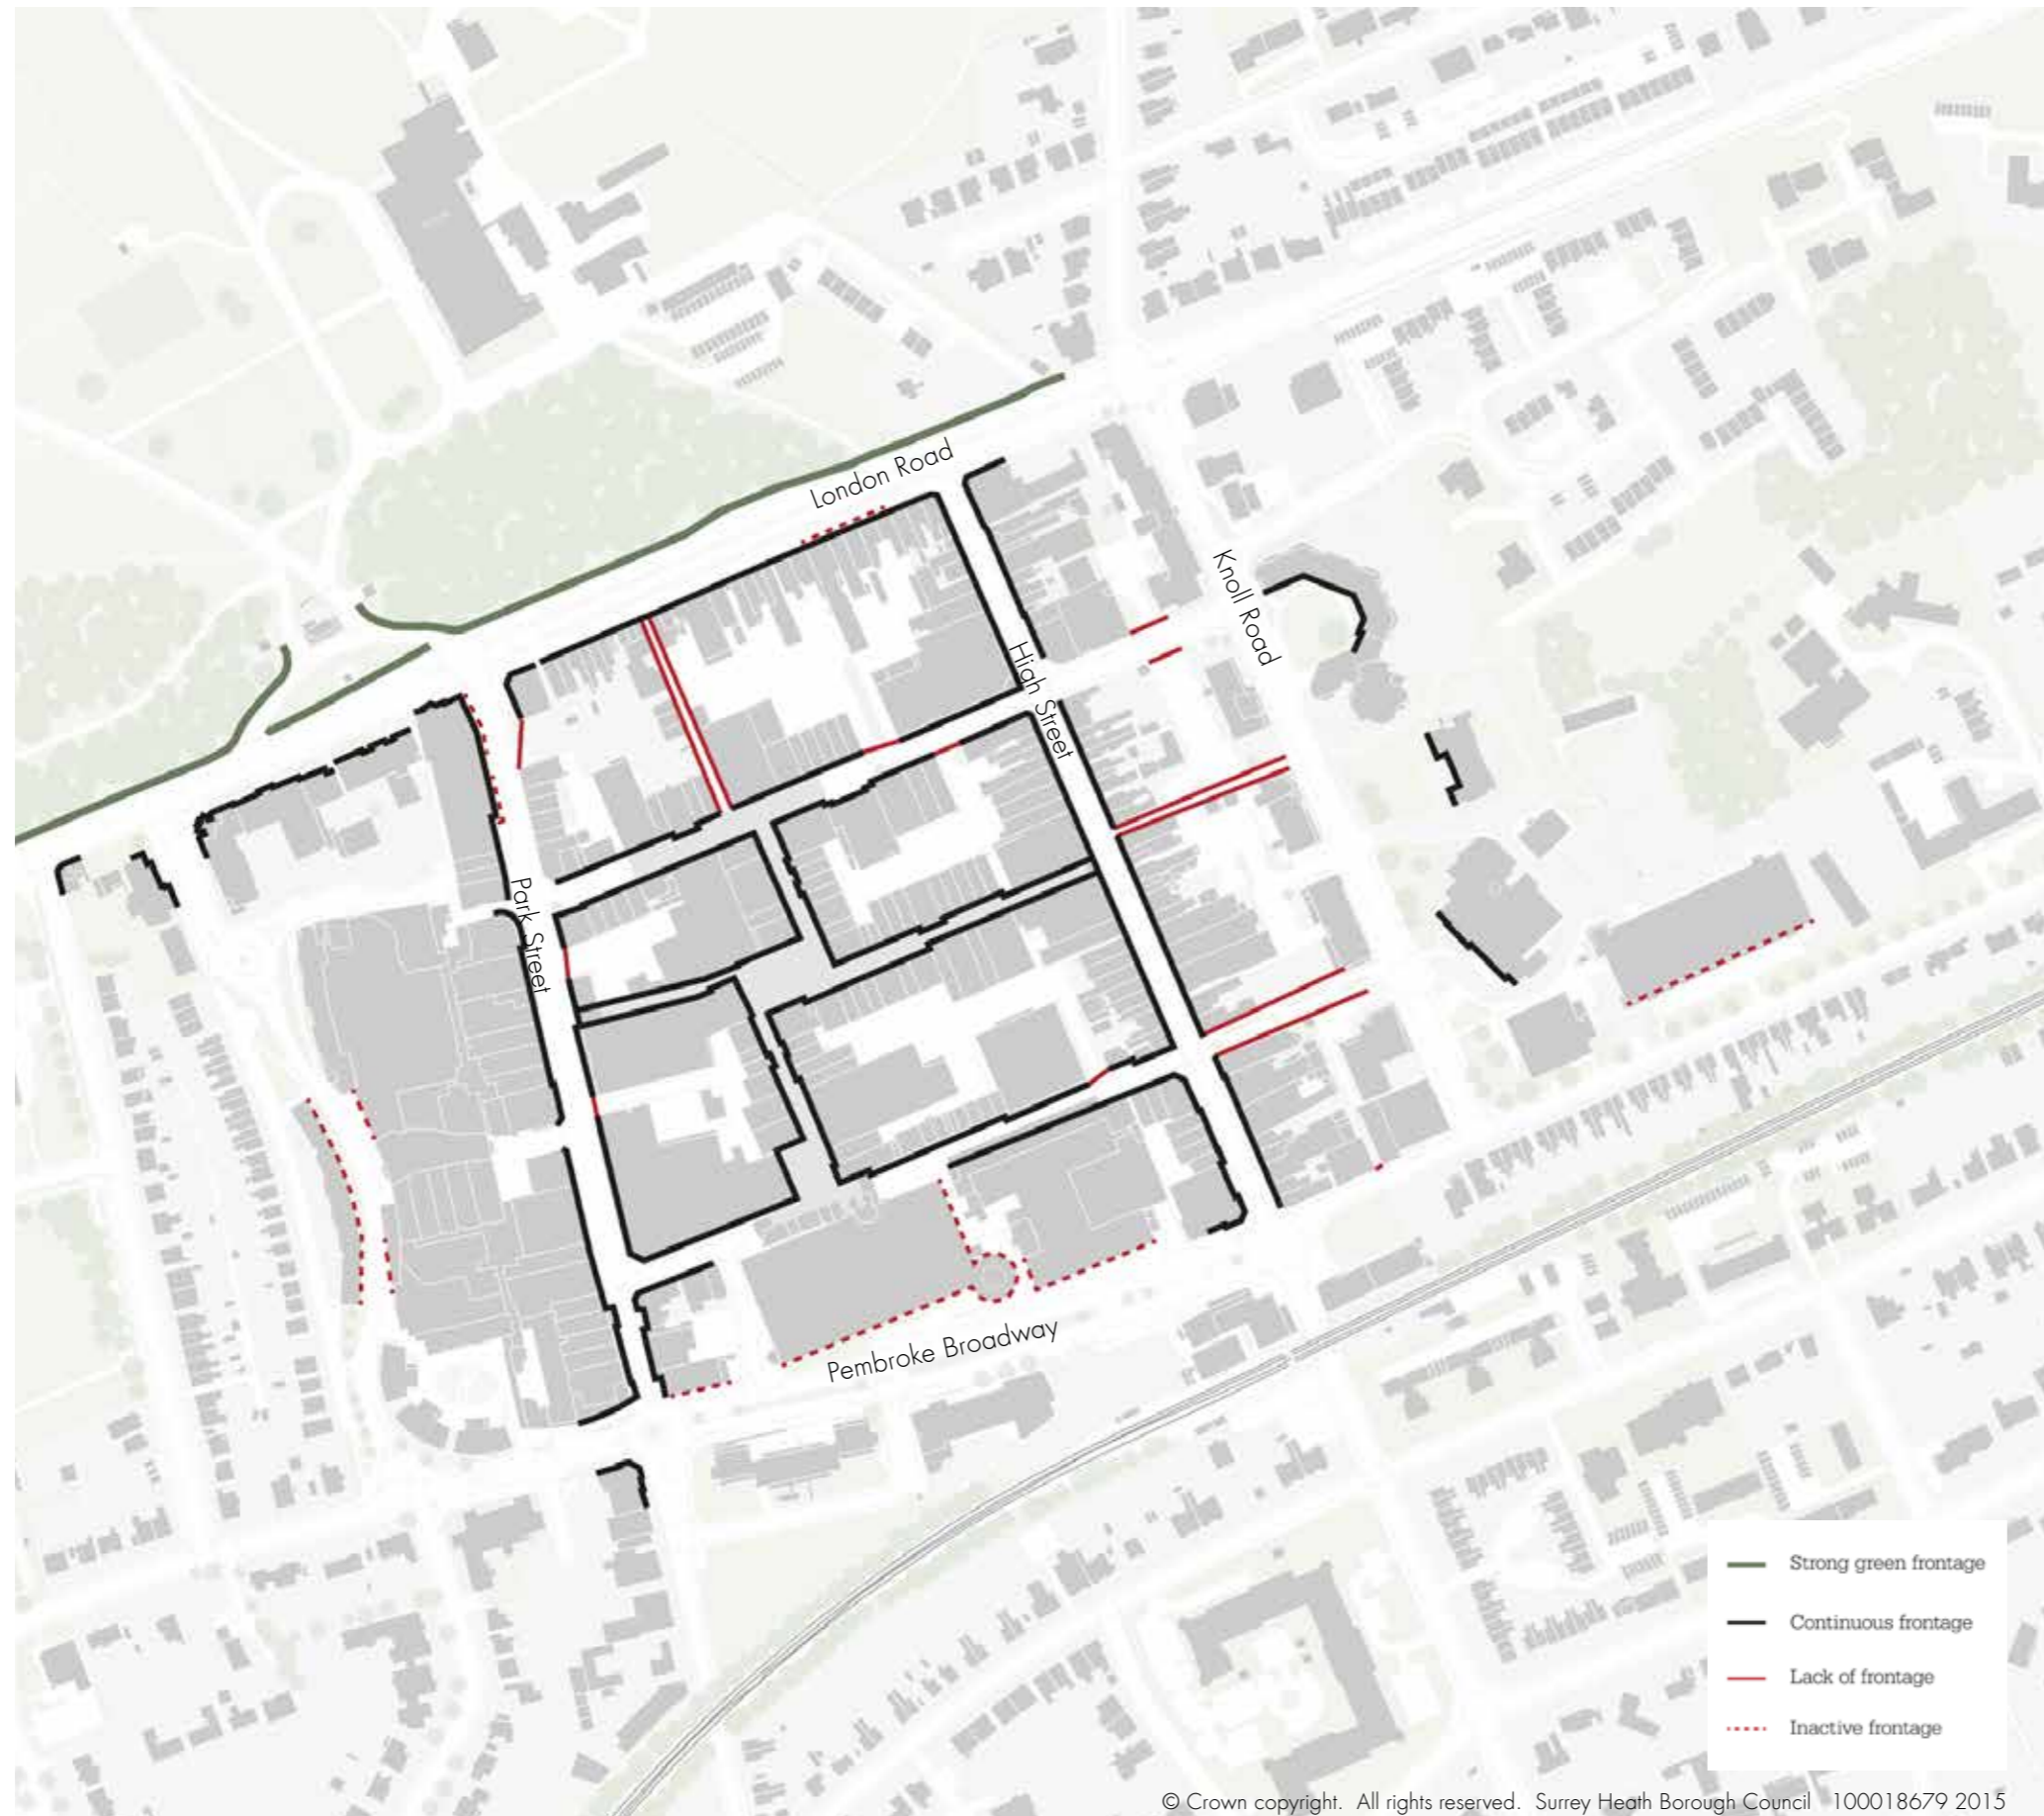 London Road
Knoll Road
High Street
Park Street
Pembroke Broadway
Strong green frontage
Continuous frontage
Lack of frontage
Inactive frontage
© Crown copyright. All rights reserved. Surrey Heath Borough Council 100018679 2015